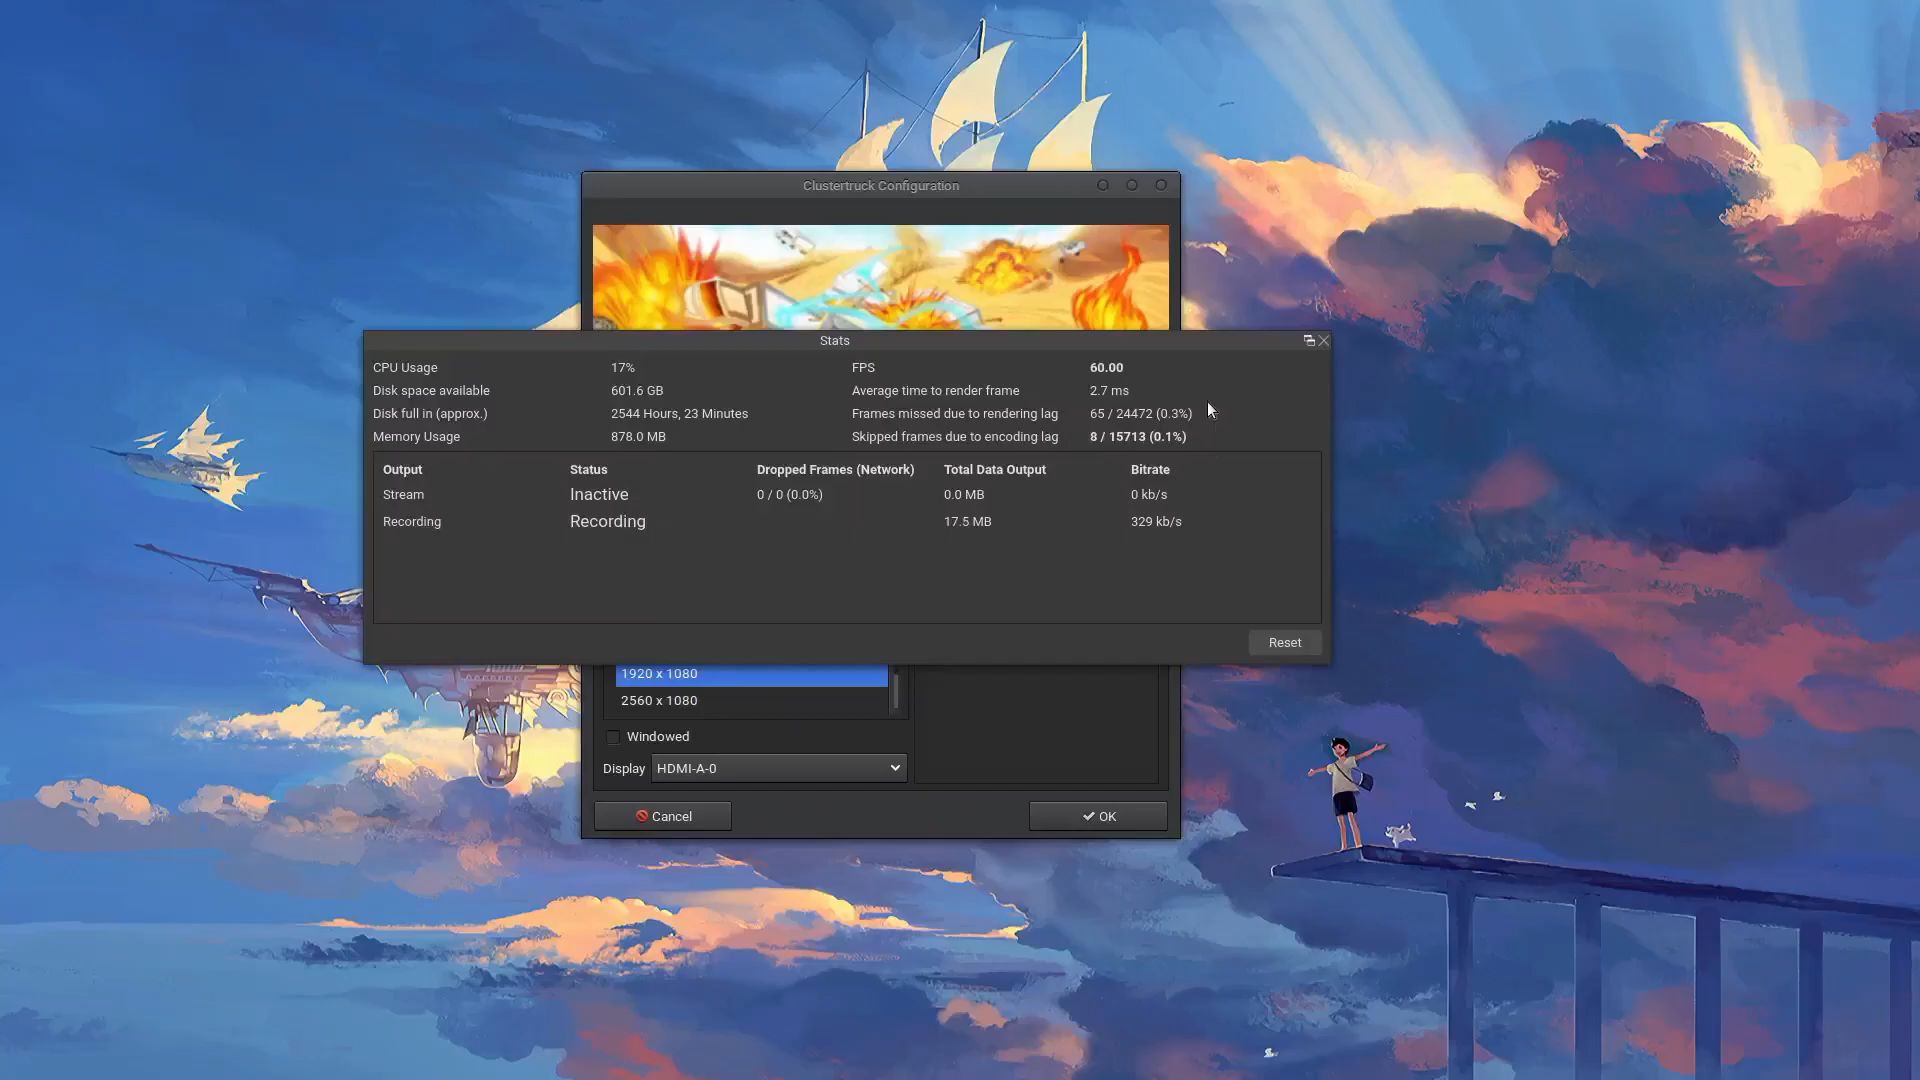 Clustertruck Configuration
Stats
CPU Usage 17% FPS 60.00
Disk space available 601.6 GB Average time to render frame 2.7 ms
Disk full in (approx.) 2544 Hours, 23 Minutes Frames missed due to rendering lag 65 / 24472 (0.3%)
Memory Usage 878.0 MB Skipped frames due to encoding lag 8 / 15713 (0.1%)
Output Status Dropped Frames (Network) Total Data Output Bitrate
Stream Inactive 0 / 0 (0.0%) 0.0 MB 0 kb/s
Recording Recording 17.5 MB 329 kb/s
Reset
1920 x 1080
2560 x 1080
Windowed
Display HDMI-A-0
Cancel OK